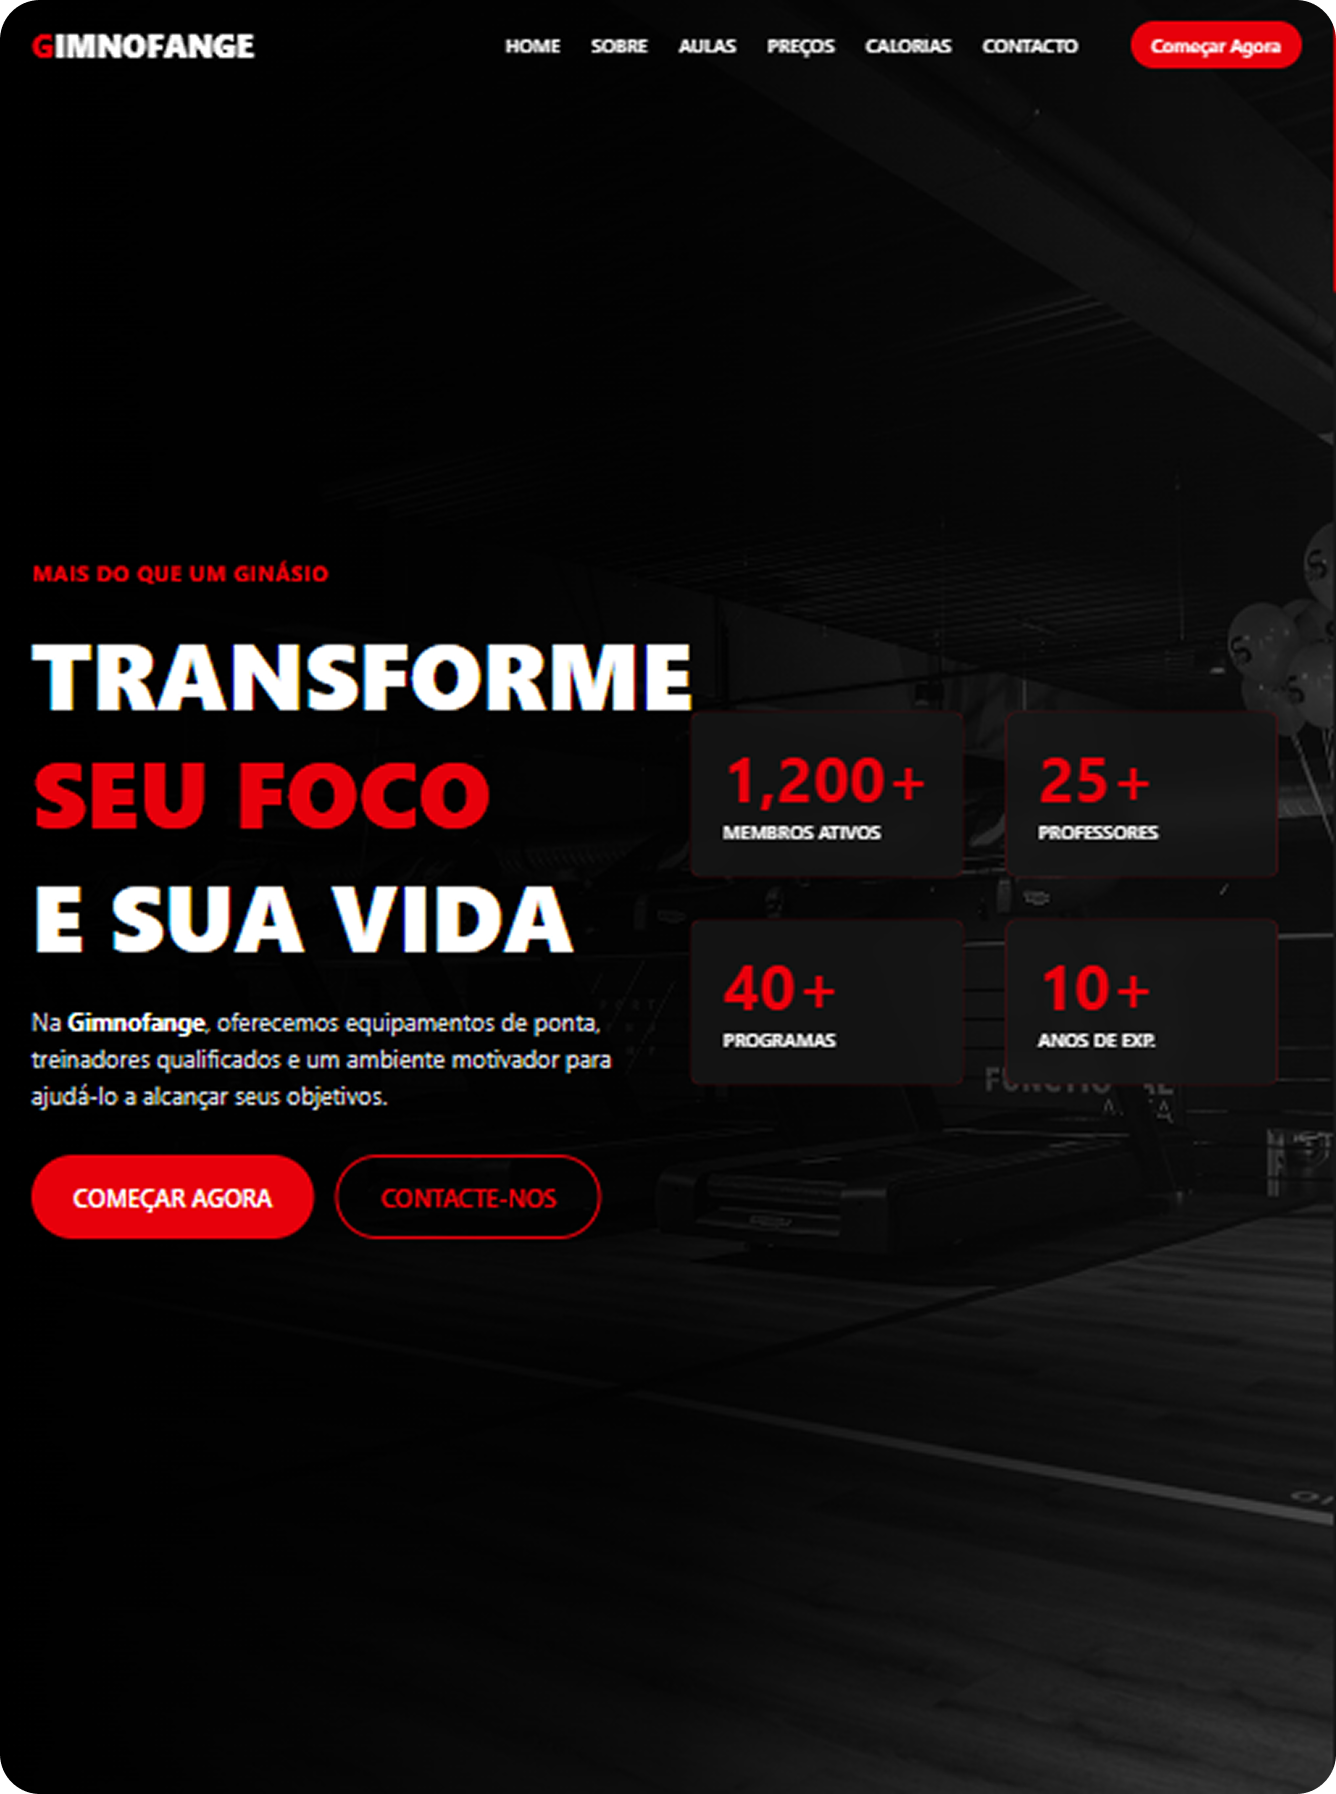 GIMNOFANGE
HOME SOBRE AULAS PREÇOS CALORIAS CONTACTO Começar Agora
MAIS DO QUE UM GINÁSIO
TRANSFORME
SEU FOCO
E SUA VIDA
Na Gimnofange, oferecemos equipamentos de ponta,
treinadores qualificados e um ambiente motivador para
ajudá-lo a alcançar seus objetivos.
COMEÇAR AGORA CONTACTE-NOS
1,200+
MEMBROS ATIVOS
25+
PROFESSORES
40+
PROGRAMAS
10+
ANOS DE EXP.